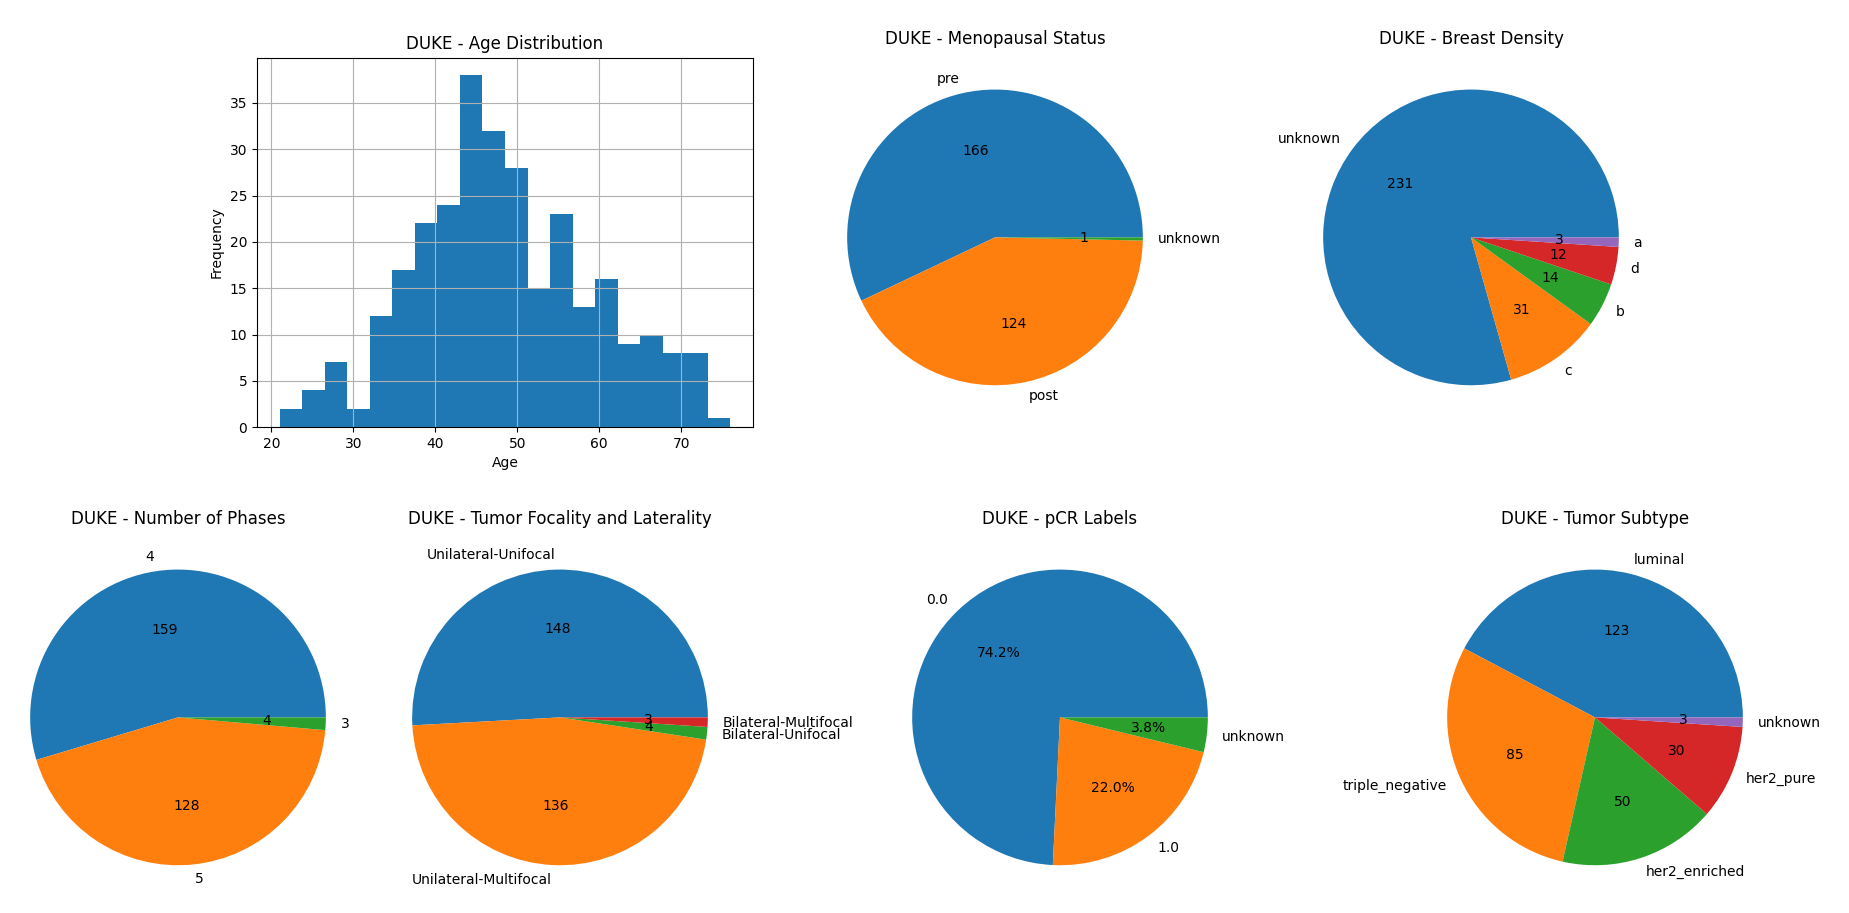 DUKE - Age Distribution
35
30
25
20
15
10
5
0
Frequency
20 30 40 50 60 70
Age
DUKE - Menopausal Status
pre
166
1
unknown
124
post
DUKE - Breast Density
unknown
231
3
a
12
d
14
b
31
c
DUKE - Number of Phases
4
159
4
3
128
5
DUKE - Tumor Focality and Laterality
Unilateral-Unifocal
148
3
Bilateral-Multifocal
4
Bilateral-Unifocal
136
Unilateral-Multifocal
DUKE - pCR Labels
0.0
74.2%
3.8%
unknown
22.0%
1.0
DUKE - Tumor Subtype
luminal
123
3
unknown
30
her2_pure
85
triple_negative
50
her2_enriched